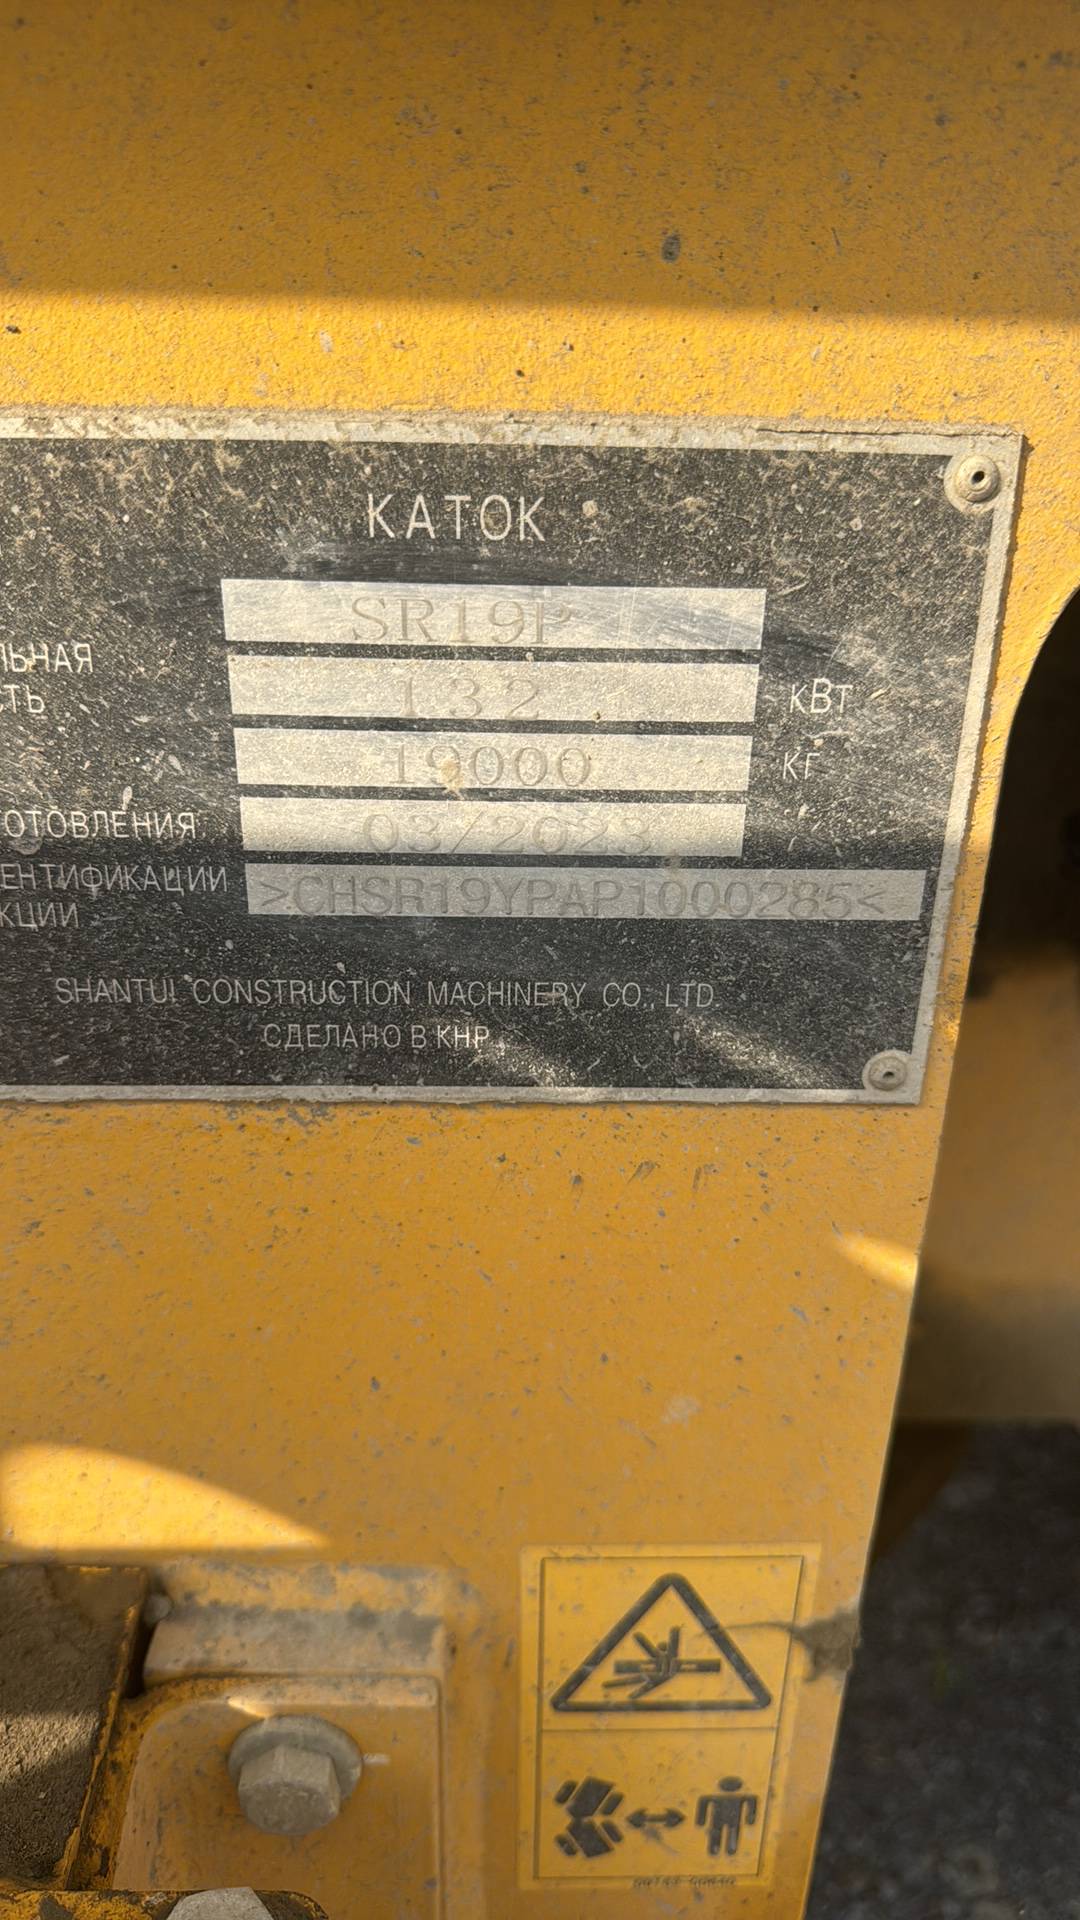 КАТОК
SR19P
ЛЬНАЯ
СТЬ 132 кВт
19000 КГ
ГОТОВЛЕНИЯ 03/2023
ЕНТИФИКАЦИИ >CHSR19YPAP1000285<
КЦИИ
SHANTUI CONSTRUCTION MACHINERY CO., LTD.
СДЕЛАНО В КНР